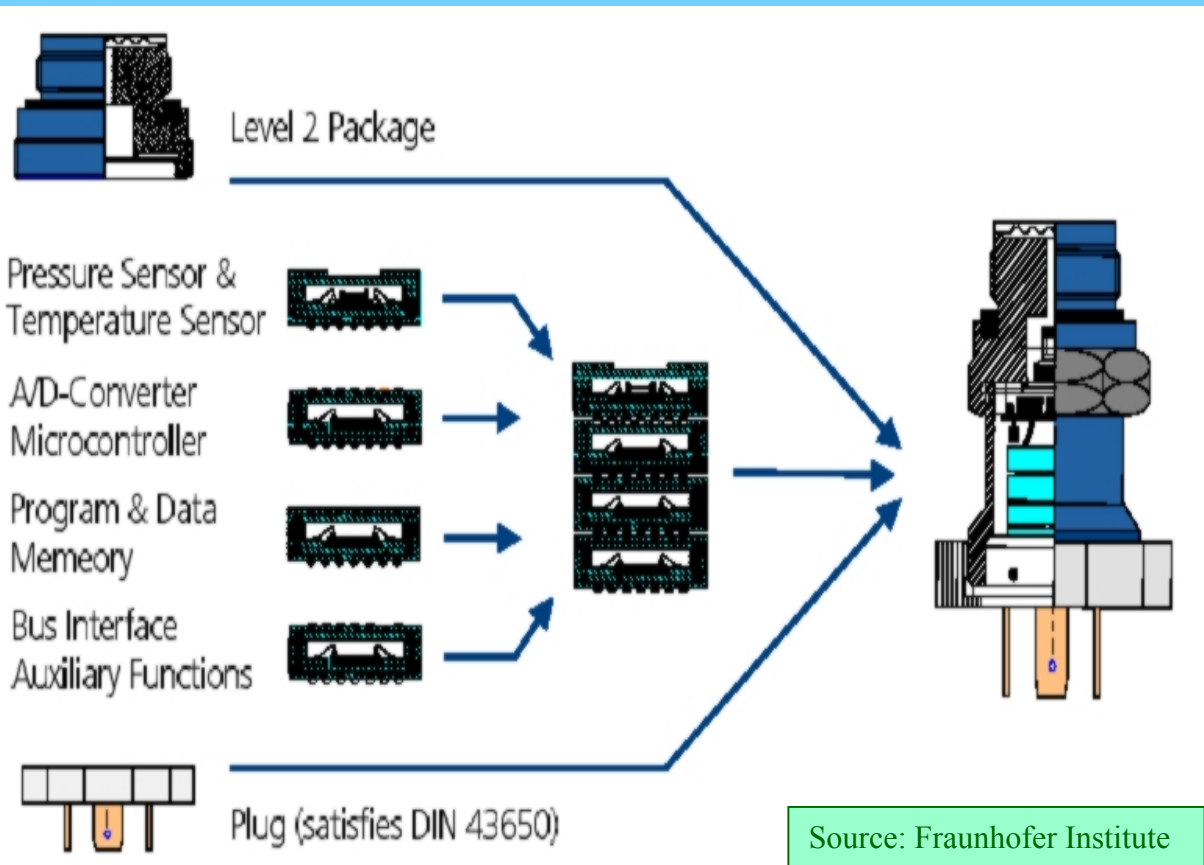 Level 2 Package
Pressure Sensor &
Temperature Sensor
A/D-Converter
Microcontroller
Program & Data
Memeory
Bus Interface
Auxiliary Functions
Plug (satisfies DIN 43650)
Source: Fraunhofer Institute